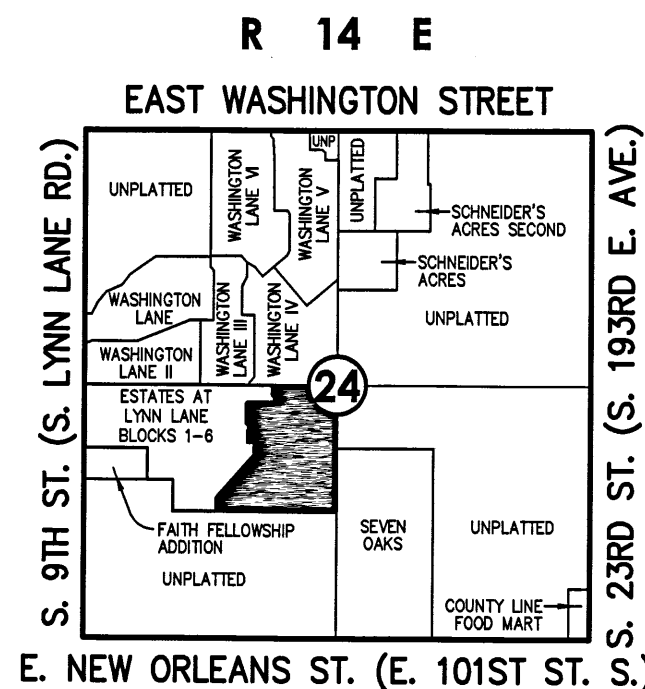 R 14 E
EAST WASHINGTON STREET
S. 9TH ST. (S. LYNN LANE RD.)
UNPLATTED
WASHINGTON
LANE VI
WASHINGTON
LANE V
UNP
UNPLATTED
SCHNEIDER'S
ACRES SECOND
SCHNEIDER'S
ACRES
UNPLATTED
WASHINGTON
LANE
WASHINGTON
LANE II
WASHINGTON
LANE III
WASHINGTON
LANE IV
24
ESTATES AT
LYNN LANE
BLOCKS 1-6
FAITH FELLOWSHIP
ADDITION
UNPLATTED
SEVEN
OAKS
UNPLATTED
COUNTY LINE
FOOD MART
S. 23RD ST. (S. 193RD E. AVE.)
E. NEW ORLEANS ST. (E. 101ST ST. S.)